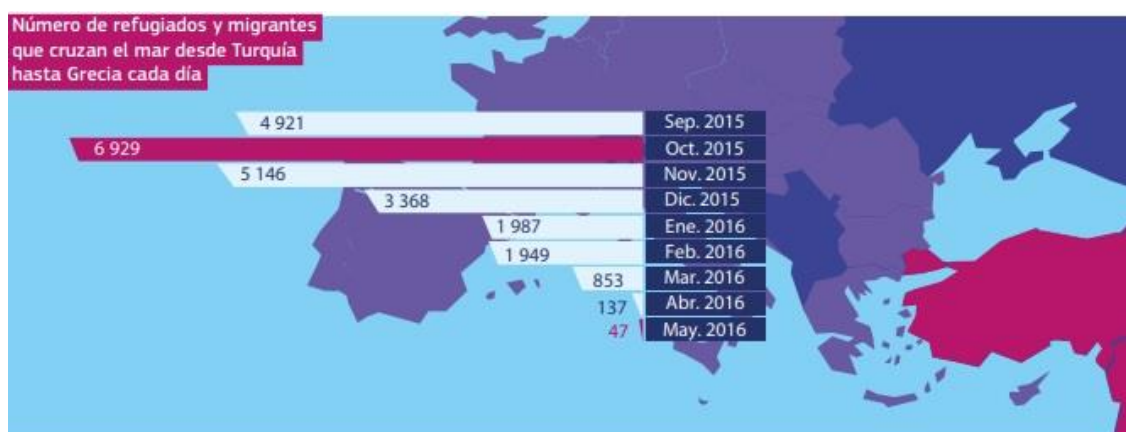 Número de refugiados y migrantes
que cruzan el mar desde Turquía
hasta Grecia cada día
4 921 Sep. 2015
6 929 Oct. 2015
5 146 Nov. 2015
3 368 Dic. 2015
1 987 Ene. 2016
1 949 Feb. 2016
853 Mar. 2016
137 Abr. 2016
47 May. 2016